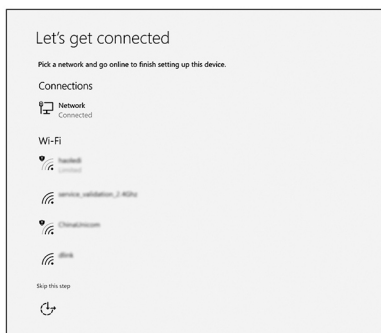 Let's get connected
Pick a network and go online to finish setting up this device.
Connections
Network
Connected
Wi-Fi
Limited
service_validation_2.4Ghz
ChinaUnicom
dlink
Skip this step